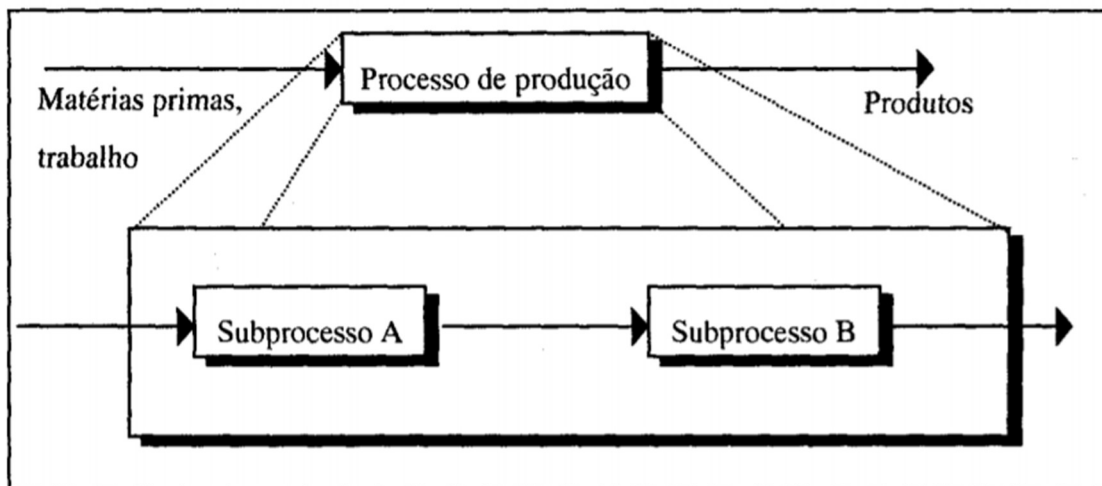 Processo de produção
Matérias primas,
trabalho
Produtos
Subprocesso A
Subprocesso B